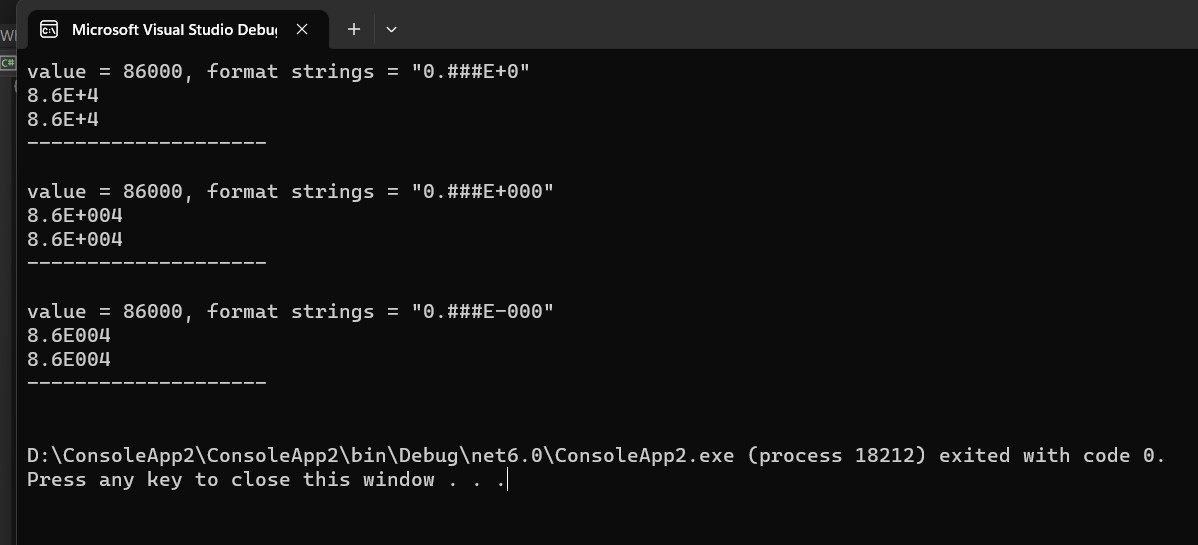 Wh
Microsoft Visual Studio Debu
C#
value = 86000, format strings = "0.###E+0"
8.6E+4
8.6E+4
--------------------
value = 86000, format strings = "0.###E+000"
8.6E+004
8.6E+004
--------------------
value = 86000, format strings = "0.###E-000"
8.6E004
8.6E004
--------------------
D:\ConsoleApp2\ConsoleApp2\bin\Debug\net6.0\ConsoleApp2.exe (process 18212) exited with code 0.
Press any key to close this window . . .